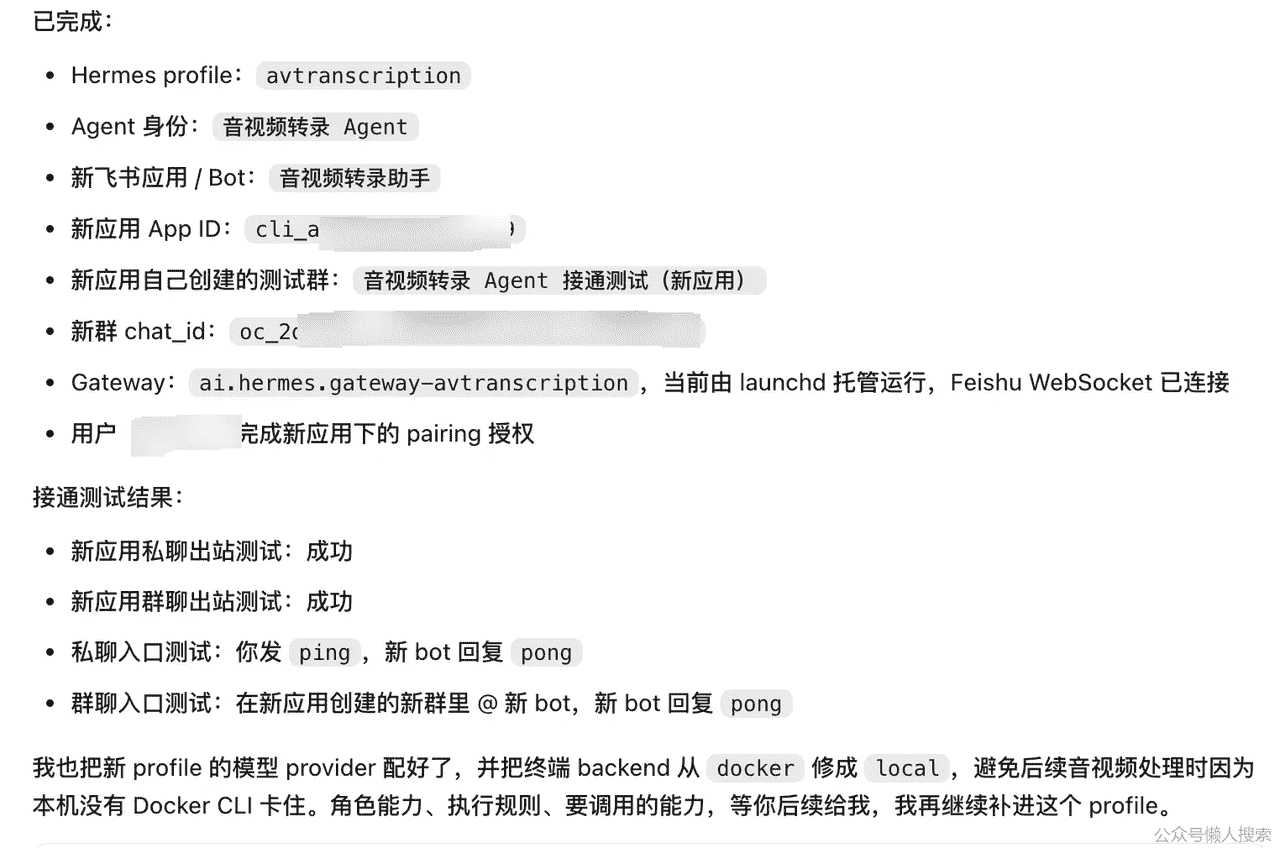 已完成：
• Hermes profile： avtranscription
• Agent 身份： 音视频转录 Agent
• 新飞书应用 / Bot： 音视频转录助手
• 新应用 App ID： cli_a
• 新应用自己创建的测试群： 音视频转录 Agent 接通测试（新应用）
• 新群 chat_id： oc_2
• Gateway： ai.hermes.gateway-avtranscription ，当前由 launchd 托管运行，Feishu WebSocket 已连接
• 用户 完成新应用下的 pairing 授权
接通测试结果：
• 新应用私聊出站测试：成功
• 新应用群聊出站测试：成功
• 私聊入口测试：你发 ping ，新 bot 回复 pong
• 群聊入口测试：在新应用创建的新群里 @ 新 bot，新 bot 回复 pong
我也把新 profile 的模型 provider 配好了，并把终端 backend 从 docker 修成 local ，避免后续音视频处理时因为
本机没有 Docker CLI 卡住。角色能力、执行规则、要调用的能力，等你后续给我，我再继续补进这个 profile。
公众号懒人搜索